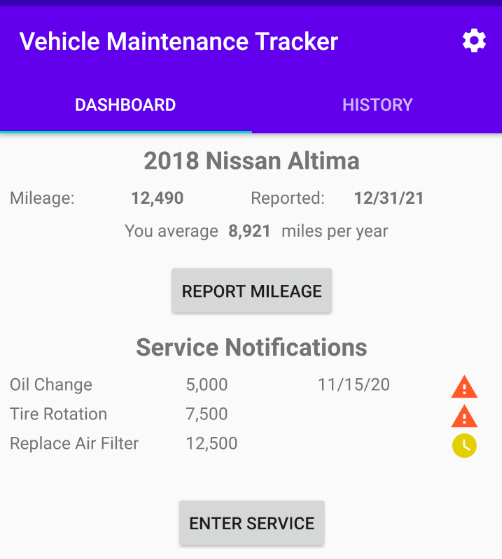 Vehicle Maintenance Tracker
DASHBOARD HISTORY
2018 Nissan Altima
Mileage: 12,490 Reported: 12/31/21
You average 8,921 miles per year
REPORT MILEAGE
Service Notifications
Oil Change 5,000 11/15/20
Tire Rotation 7,500
Replace Air Filter 12,500
ENTER SERVICE